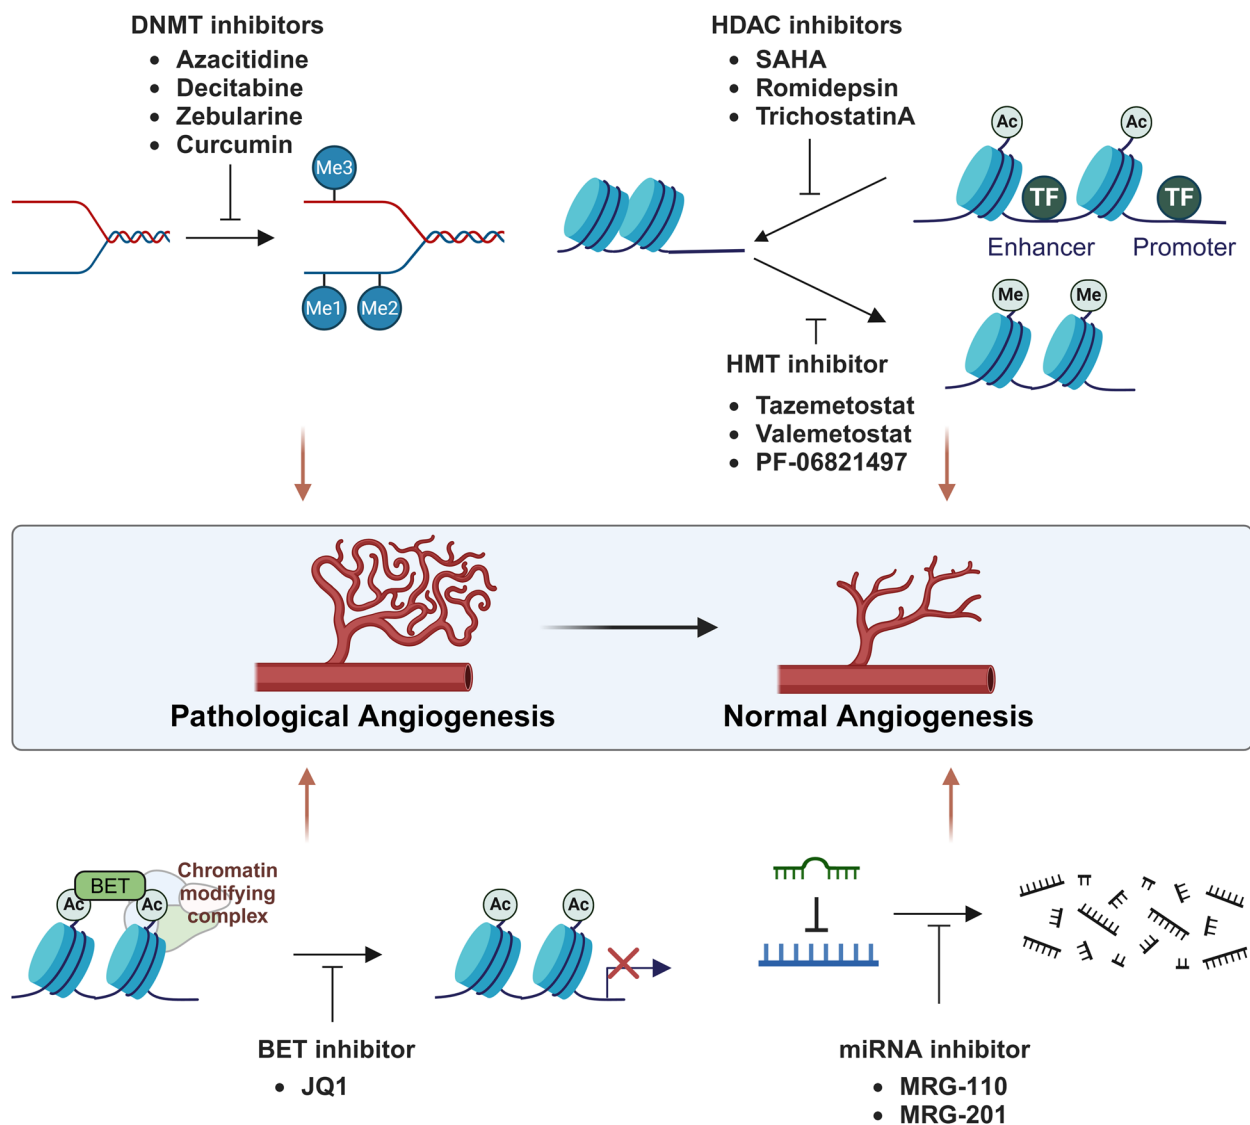 DNMT inhibitors
• Azacitidine
• Decitabine
• Zebularine
• Curcumin
Me3
Me1
Me2
HDAC inhibitors
• SAHA
• Romidepsin
• TrichostatinA
Ac
Ac
TF
TF
Enhancer
Promoter
Me
Me
HMT inhibitor
• Tazemetostat
• Valemetostat
• PF-06821497
Pathological Angiogenesis
Normal Angiogenesis
BET
Ac
Ac
Chromatin
modifying
complex
Ac
Ac
BET inhibitor
• JQ1
miRNA inhibitor
• MRG-110
• MRG-201